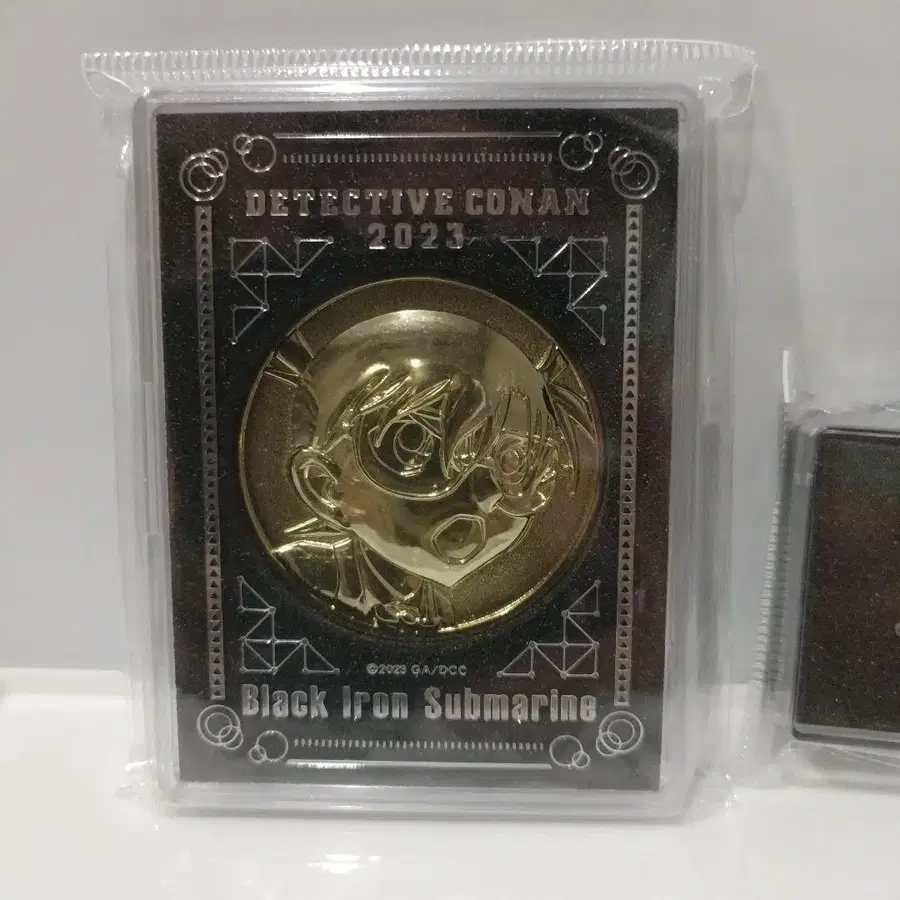 DETECTIVE CONAN
2023
©2023 GA/DCC
Black Iron Submarine